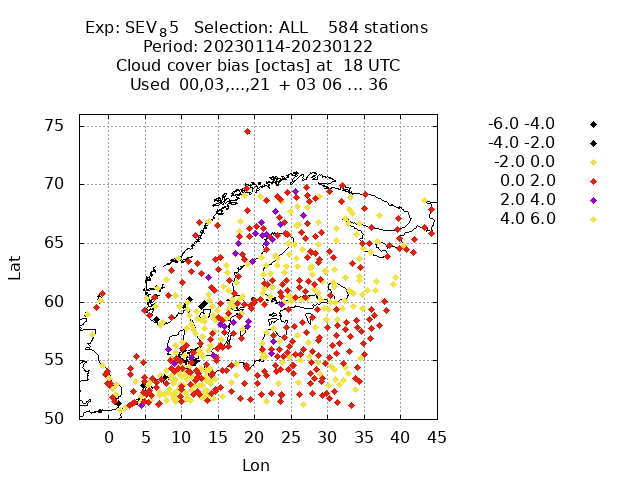 Exp: SEV₈5 Selection: ALL 584 stations
Period: 20230114-20230122
Cloud cover bias [octas] at 18 UTC
Used 00,03,...,21 + 03 06 ... 36
-6.0 -4.0
-4.0 -2.0
-2.0 0.0
0.0 2.0
2.0 4.0
4.0 6.0
75
70
65
60
55
50
Lat
0 5 10 15 20 25 30 35 40 45
Lon